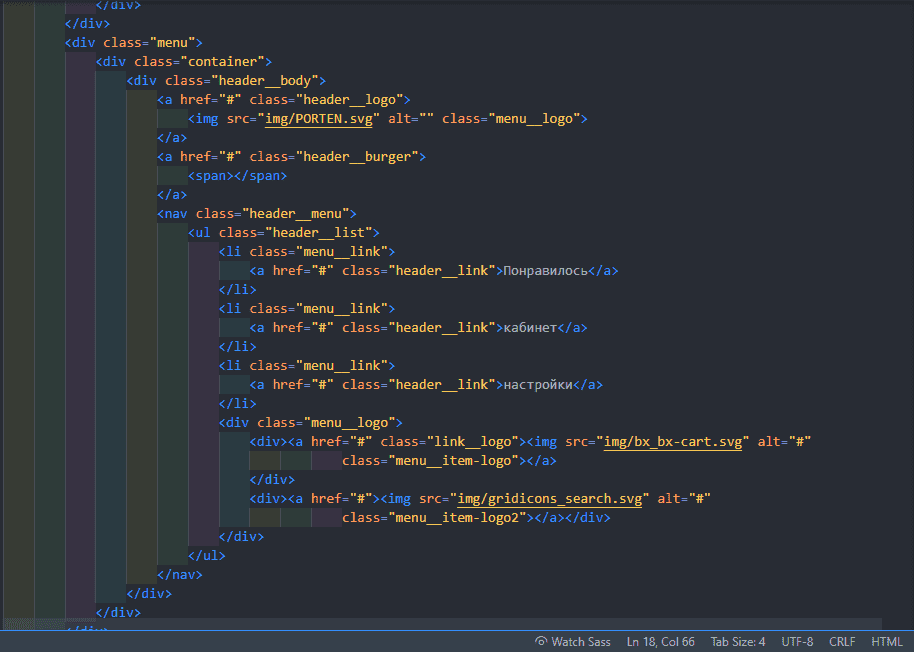 </div>
</div>
<div class="menu">
<div class="container">
<div class="header__body">
<a href="#" class="header__logo">
<img src="img/PORTEN.svg" alt="" class="menu__logo">
</a>
<a href="#" class="header__burger">
<span></span>
</a>
<nav class="header__menu">
<ul class="header__list">
<li class="menu__link">
<a href="#" class="header__link">Понравилось</a>
</li>
<li class="menu__link">
<a href="#" class="header__link">кабинет</a>
</li>
<li class="menu__link">
<a href="#" class="header__link">настройки</a>
</li>
<div class="menu__logo">
<div><a href="#" class="link__logo"><img src="img/bx_bx-cart.svg" alt="#"
class="menu__item-logo"></a>
</div>
<div><a href="#"><img src="img/gridicons_search.svg" alt="#"
class="menu__item-logo2"></a></div>
</div>
</ul>
</nav>
</div>
</div>
</div>
Watch Sass Ln 18, Col 66 Tab Size: 4 UTF-8 CRLF HTML